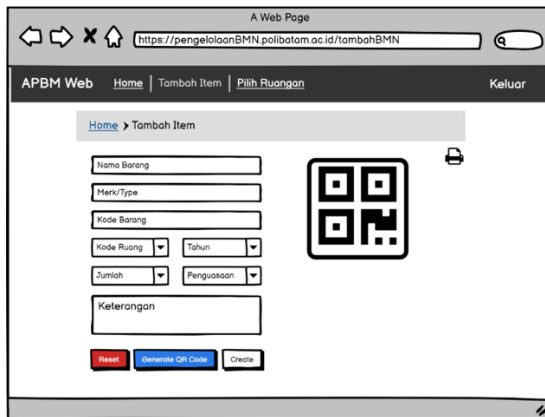 A Web Page
https://pengelolaanBMN.polibatam.ac.id/tambahBMN
APBM Web Home Tambah Item Pilih Ruangan Keluar
Home Tambah Item
Nama Barang
Merk/Type
Kode Barang
Kode Ruang Tahun
Jumlah Penguasaan
Keterangan
Reset Generate QR Code Create